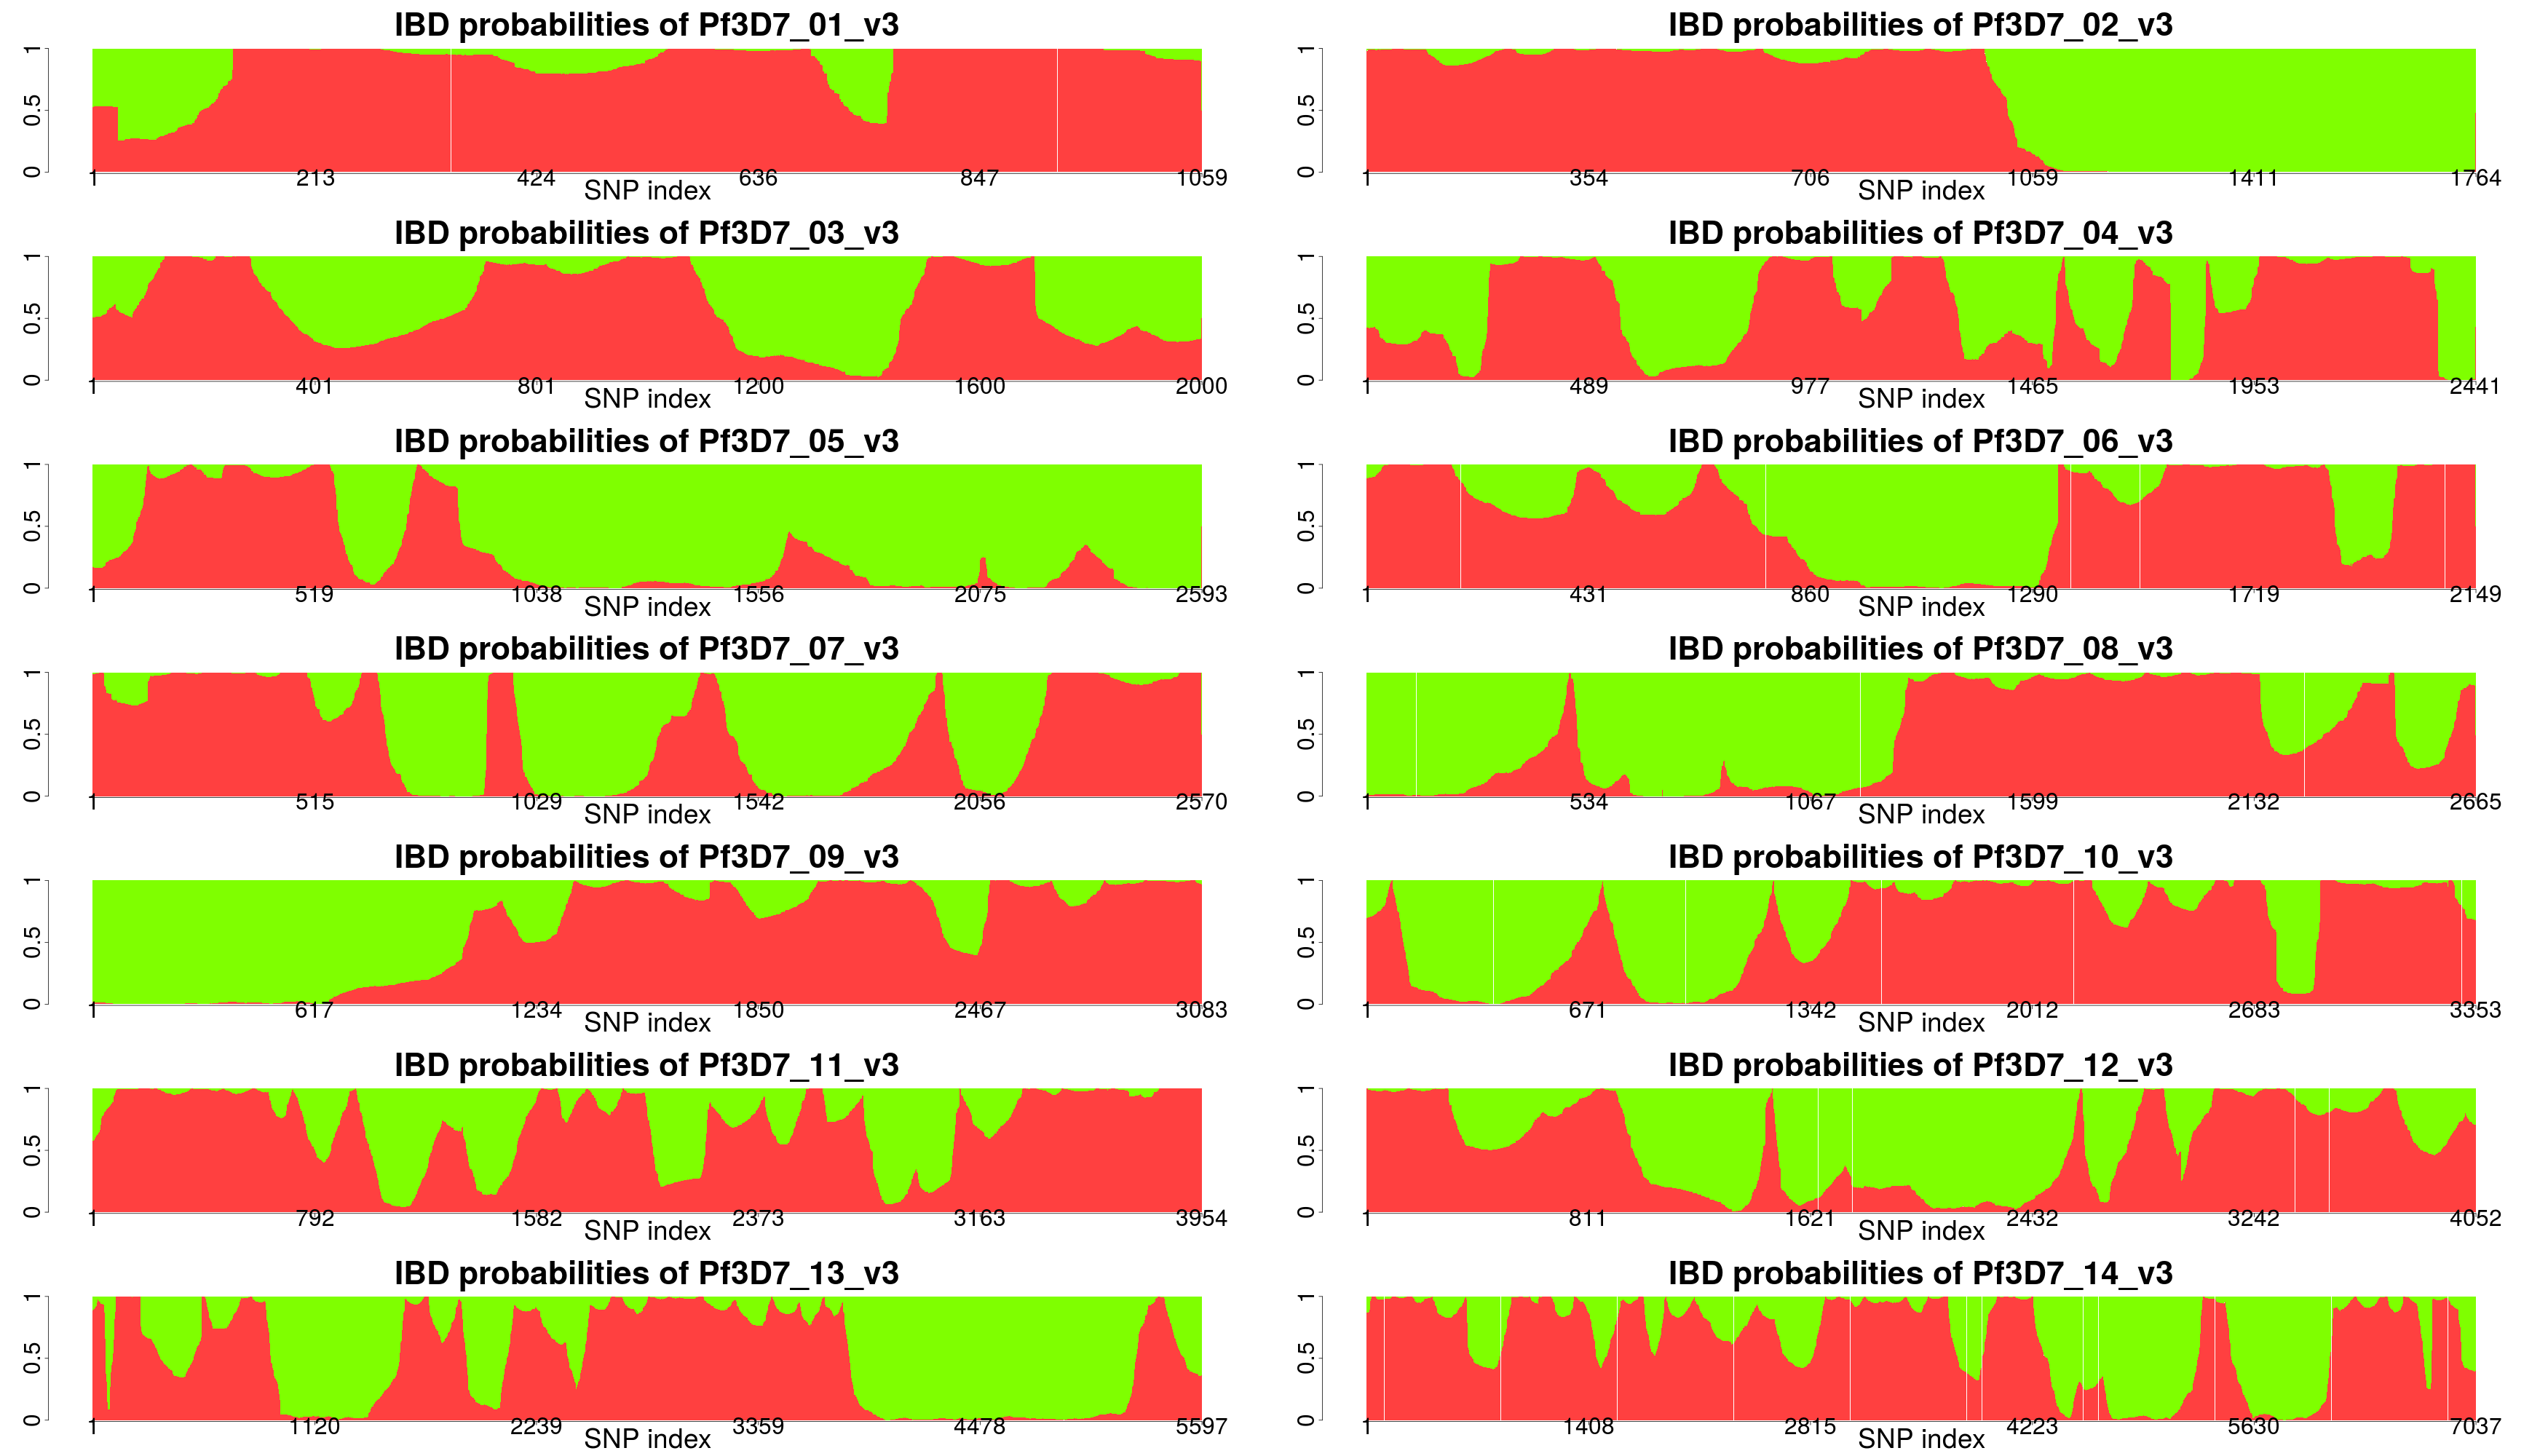 IBD probabilities of Pf3D7_01_v3
0 0.5 1
1 213 424 636 847 1059
SNP index
IBD probabilities of Pf3D7_02_v3
0 0.5 1
1 354 706 1059 1411 1764
SNP index
IBD probabilities of Pf3D7_03_v3
0 0.5 1
1 401 801 1200 1600 2000
SNP index
IBD probabilities of Pf3D7_04_v3
0 0.5 1
1 489 977 1465 1953 2441
SNP index
IBD probabilities of Pf3D7_05_v3
0 0.5 1
1 519 1038 1556 2075 2593
SNP index
IBD probabilities of Pf3D7_06_v3
0 0.5 1
1 431 860 1290 1719 2149
SNP index
IBD probabilities of Pf3D7_07_v3
0 0.5 1
1 515 1029 1542 2056 2570
SNP index
IBD probabilities of Pf3D7_08_v3
0 0.5 1
1 534 1067 1599 2132 2665
SNP index
IBD probabilities of Pf3D7_09_v3
0 0.5 1
1 617 1234 1850 2467 3083
SNP index
IBD probabilities of Pf3D7_10_v3
0 0.5 1
1 671 1342 2012 2683 3353
SNP index
IBD probabilities of Pf3D7_11_v3
0 0.5 1
1 792 1582 2373 3163 3954
SNP index
IBD probabilities of Pf3D7_12_v3
0 0.5 1
1 811 1621 2432 3242 4052
SNP index
IBD probabilities of Pf3D7_13_v3
0 0.5 1
1 1120 2239 3359 4478 5597
SNP index
IBD probabilities of Pf3D7_14_v3
0 0.5 1
1 1408 2815 4223 5630 7037
SNP index